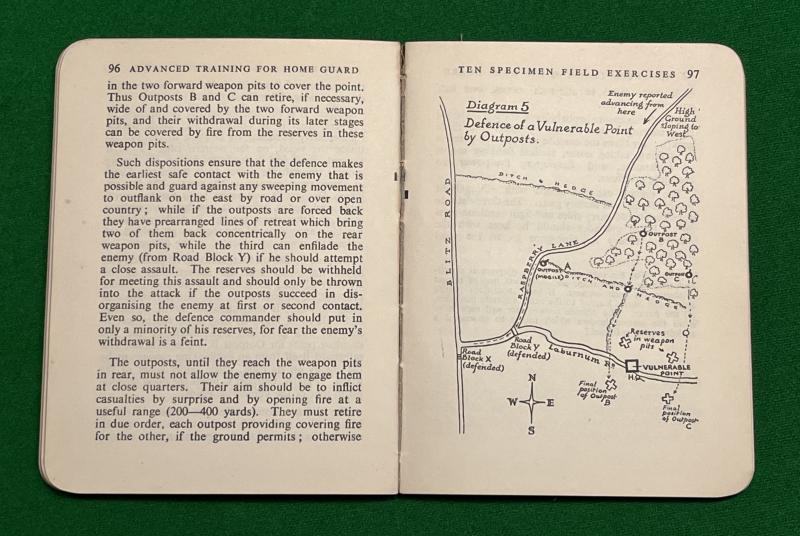 96 ADVANCED TRAINING FOR HOME GUARD
in the two forward weapon pits to cover the point.
Thus Outposts B and C can retire, if necessary,
wide of and covered by the two forward weapon
pits, and their withdrawal during its later stages
can be covered by fire from the reserves in these
weapon pits.
Such dispositions ensure that the defence makes
the earliest safe contact with the enemy that is
possible and guard against any sweeping movement
to outflank on the east by road or over open
country ; while if the outposts are forced back
they have prearranged lines of retreat which bring
two of them back concentrically on the rear
weapon pits, while the third can enfilade the
enemy (from Road Block Y) if he should attempt
a close assault. The reserves should be withheld
for meeting this assault and should only be thrown
into the attack if the outposts succeed in dis-
organising the enemy at first or second contact.
Even so, the defence commander should put in
only a minority of his reserves, for fear the enemy's
withdrawal is a feint.
The outposts, until they reach the weapon pits
in rear, must not allow the enemy to engage them
at close quarters. Their aim should be to inflict
casualties by surprise and by opening fire at a
useful range (200—400 yards). They must retire
in due order, each outpost providing covering fire
for the other, if the ground permits ; otherwise
TEN SPECIMEN FIELD EXERCISES 97
Diagram 5
Defence of a Vulnerable Point
by Outposts.
Enemy reported
advancing from
here
High
Ground
sloping to
West
DITCH & HEDGE
BLITZ ROAD
RASPBERRY LANE
OUTPOST
B
OUTPOST
C
A
OUTPOST
(MOBILE)
DITCH AND HEDGE
Road
Block X
(defended)
Road
Block Y
(defended)
Laburnum Rd.
Reserves
in weapon
pits
VULNERABLE
POINT
H.Q.
Final
position
of Outpost
B
Final
position
of Outpost
C
N
W E
S